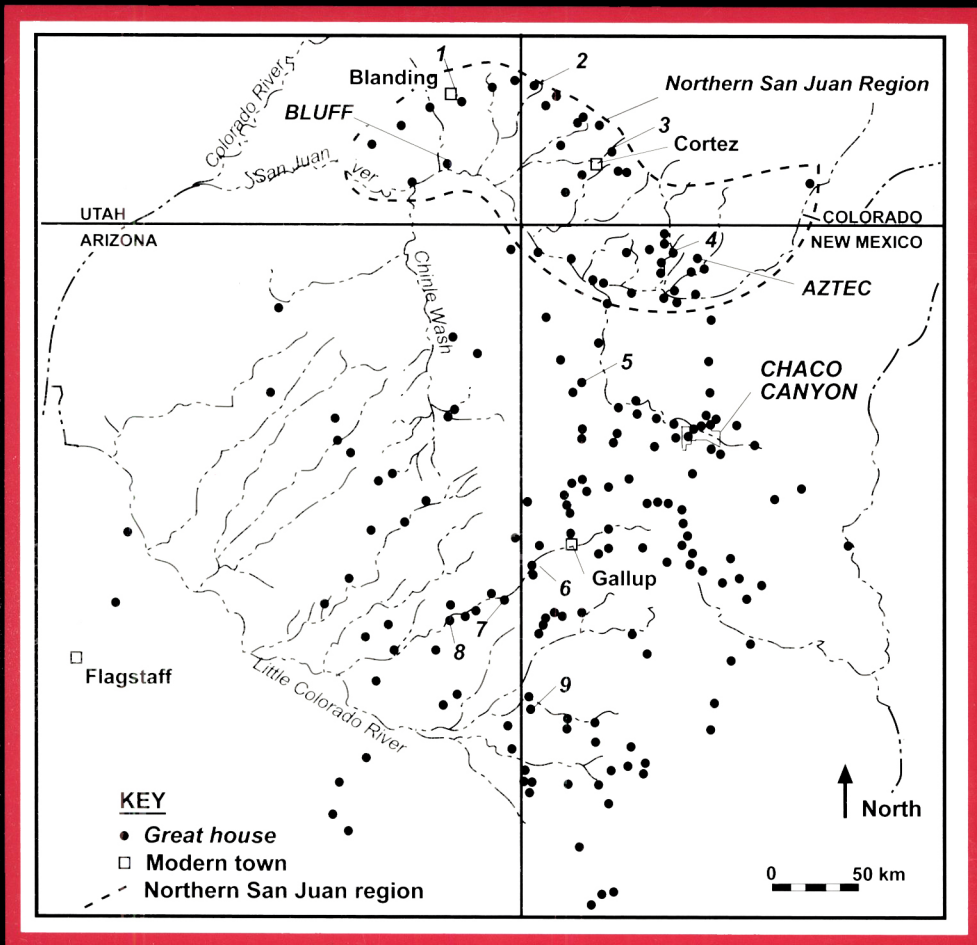 1
2
Blanding
Colorado River
Northern San Juan Region
BLUFF
3
Cortez
San Juan
ver
UTAH
COLORADO
ARIZONA
NEW MEXICO
4
Chinle Wash
AZTEC
5
CHACO
CANYON
6
Gallup
7
8
Flagstaff
Little Colorado River
9
KEY
Great house
Modern town
Northern San Juan region
North
0
50 km